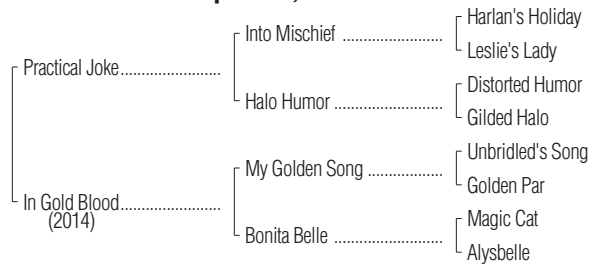 Harlan's Holiday
Into Mischief ....................
Leslie's Lady
Practical Joke.......................
Distorted Humor
Halo Humor ......................
Gilded Halo
Unbridled's Song
My Golden Song ...............
Golden Par
In Gold Blood.......................
(2014)
Magic Cat
Bonita Belle ......................
Alysbelle